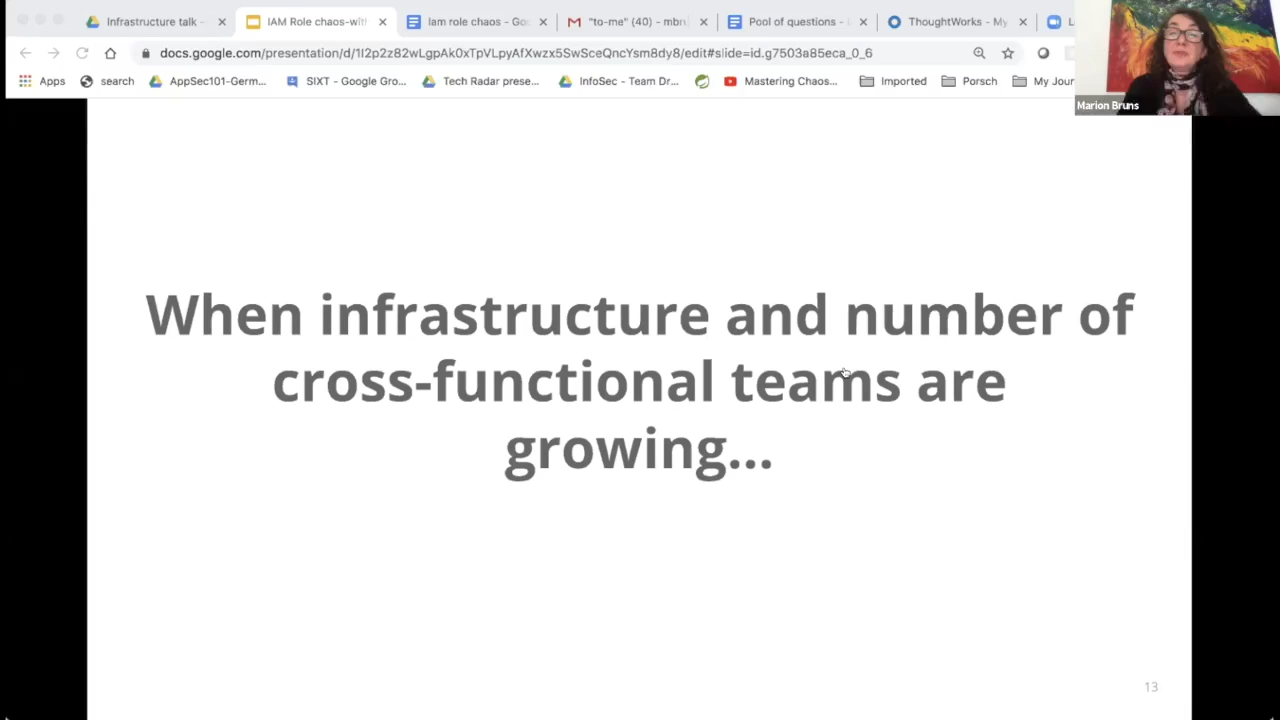 Infrastructure talk -
IAM Role chaos-with
Iam role chaos - Goo
"to-me" (40) - mbru
Pool of questions -
ThoughtWorks - My
docs.google.com/presentation/d/1I2p2z82wLgpAk0xTpVLpyAfXwzx5SwSceQncYsm8dy8/edit#slide=id.g7503a85eca_0_6
Apps
search
AppSec101-Germ...
SIXT - Google Gro...
Tech Radar prese...
InfoSec - Team Dr...
Mastering Chaos...
Imported
Porsch
My Jour
Marion Bruns
When infrastructure and number of
cross-functional teams are
growing...
13